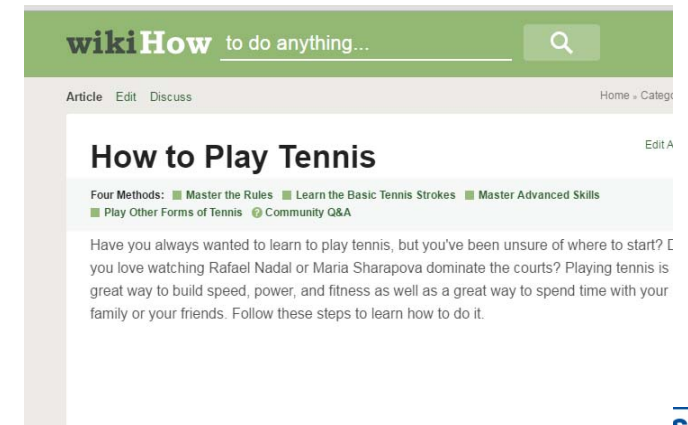 wikiHow to do anything...
Article Edit Discuss Home » Catego
How to Play Tennis
Edit A
Four Methods: Master the Rules Learn the Basic Tennis Strokes Master Advanced Skills
Play Other Forms of Tennis Community Q&A
Have you always wanted to learn to play tennis, but you've been unsure of where to start? D
you love watching Rafael Nadal or Maria Sharapova dominate the courts? Playing tennis is
great way to build speed, power, and fitness as well as a great way to spend time with your
family or your friends. Follow these steps to learn how to do it.